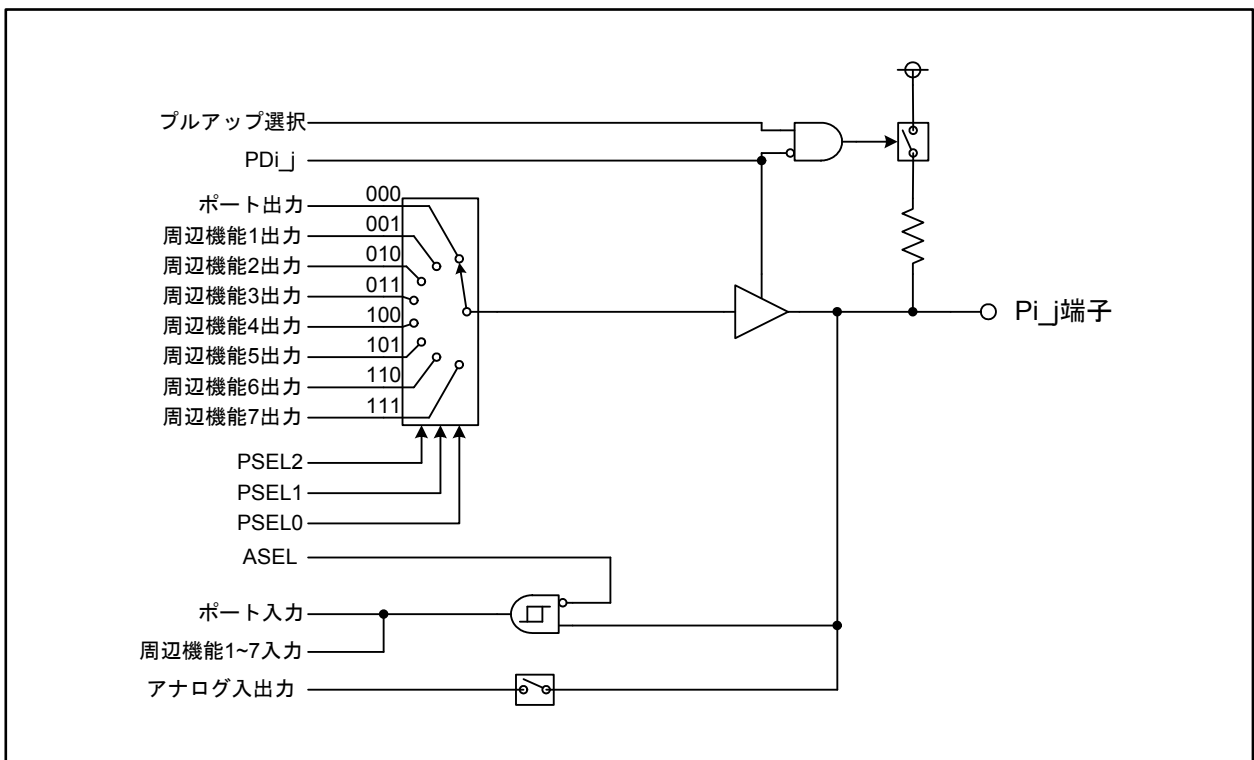 プルアップ選択
PDi_j
ポート出力 000
周辺機能1出力 001
周辺機能2出力 010
周辺機能3出力 011
周辺機能4出力 100
周辺機能5出力 101
周辺機能6出力 110
周辺機能7出力 111
Pi_j端子
PSEL2
PSEL1
PSEL0
ASEL
ポート入力
周辺機能1~7入力
アナログ入出力